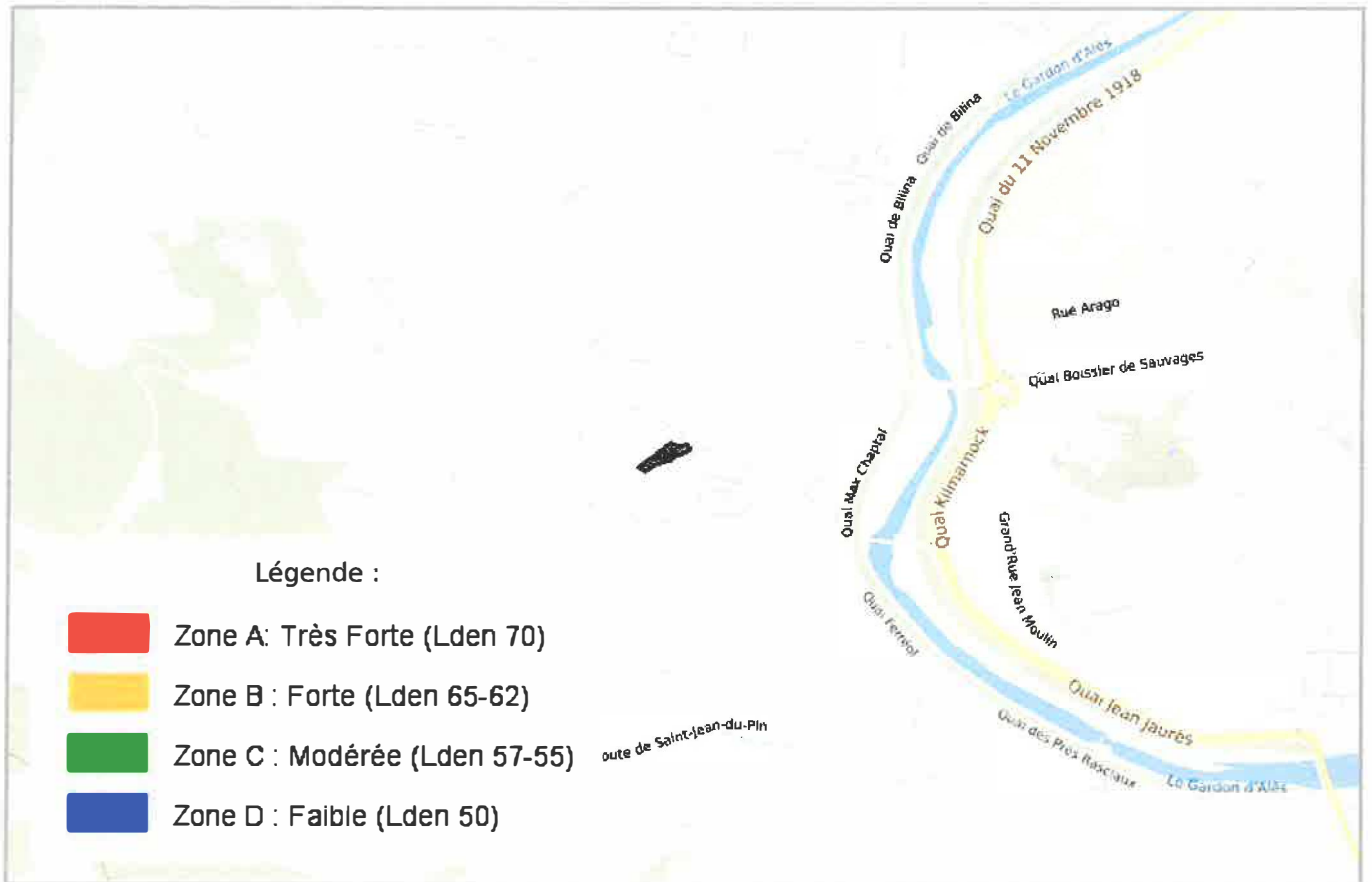 Le Gardon d'Alès
Quai de Bilina
Quai du 11 Novembre 1918
Quai de Bilina
Rue Arago
Quai Boissier de Sauvages
Quai Max Chaptal
Quai Kilmarnock
Grand'Rue Jean Moulin
Légende :
Quai Ferréol
Zone A: Très Forte (Lden 70)
Zone B : Forte (Lden 65-62)
Quai Jean Jaurès
Quai des Prés Rasclaux
oute de Saint-Jean-du-Pin
Zone C : Modérée (Lden 57-55)
Le Gardon d'Alès
Zone D : Faible (Lden 50)